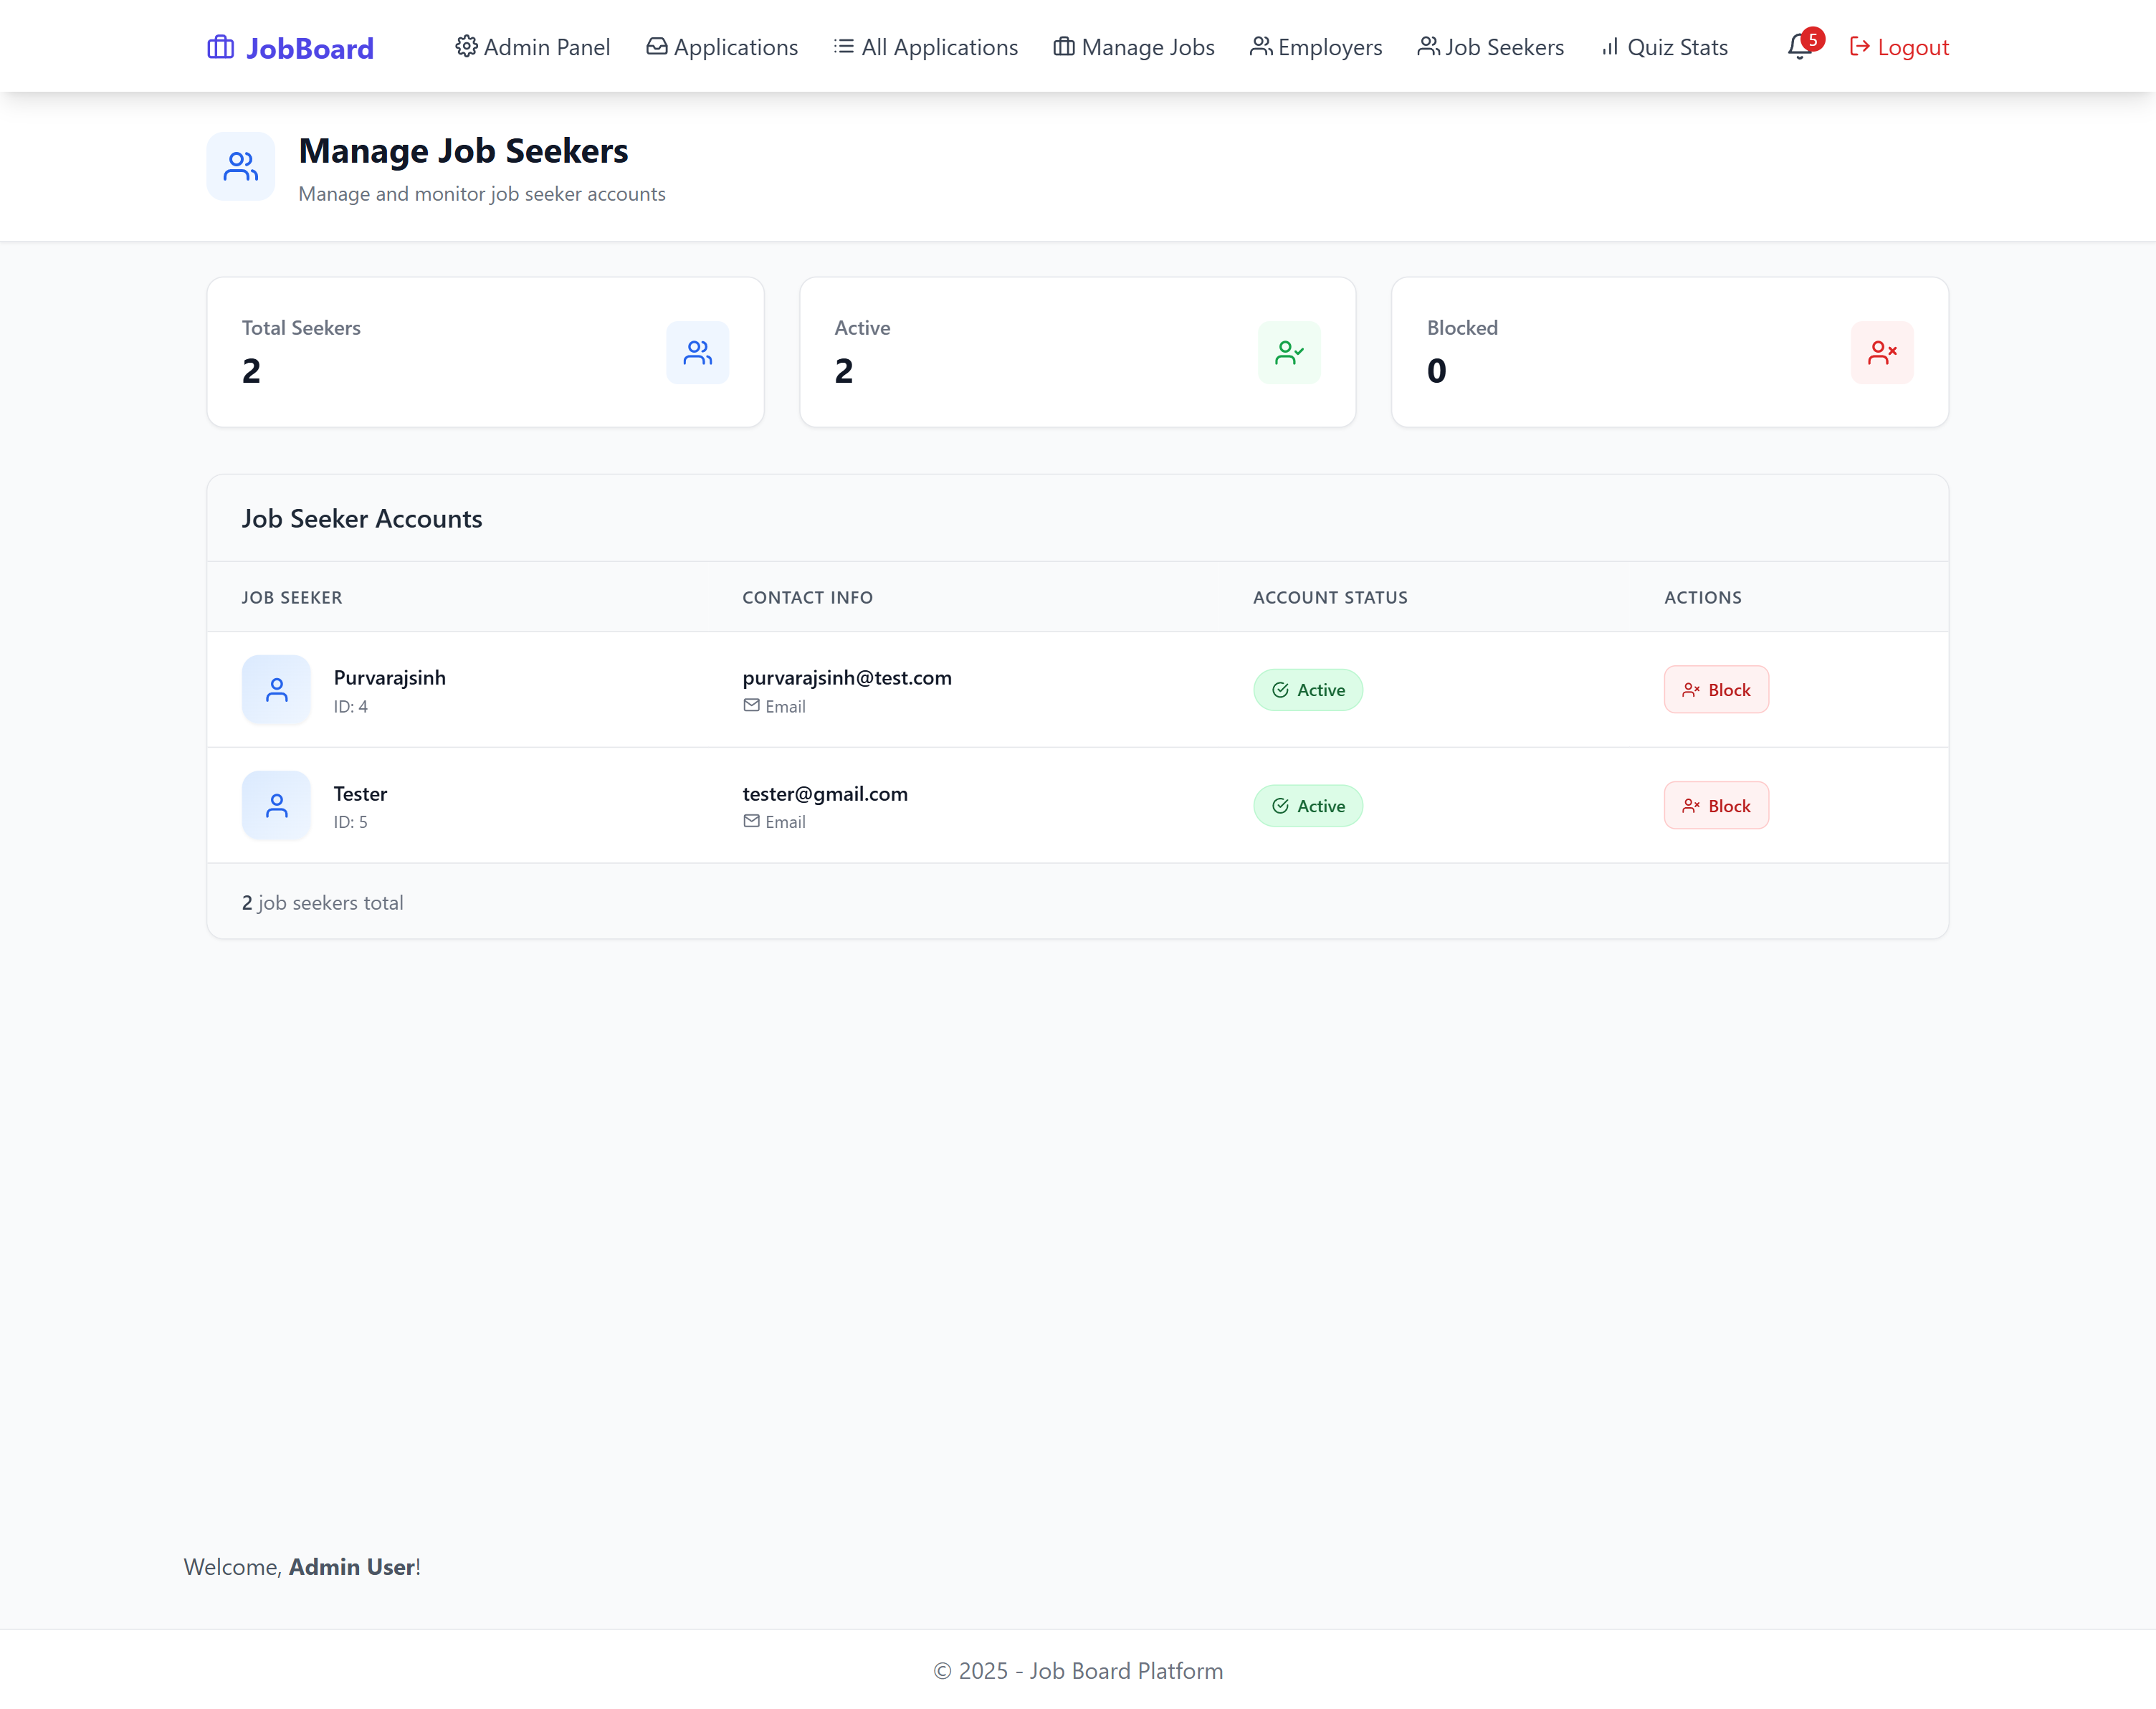 JobBoard Admin Panel Applications All Applications Manage Jobs Employers Job Seekers Quiz Stats 5 Logout
Manage Job Seekers
Manage and monitor job seeker accounts
Total Seekers Active Blocked
2 2 0
Job Seeker Accounts
JOB SEEKER CONTACT INFO ACCOUNT STATUS ACTIONS
Purvarajsinh purvarajsinh@test.com Active Block
ID: 4 Email
Tester tester@gmail.com Active Block
ID: 5 Email
2 job seekers total
Welcome, Admin User!
© 2025 - Job Board Platform